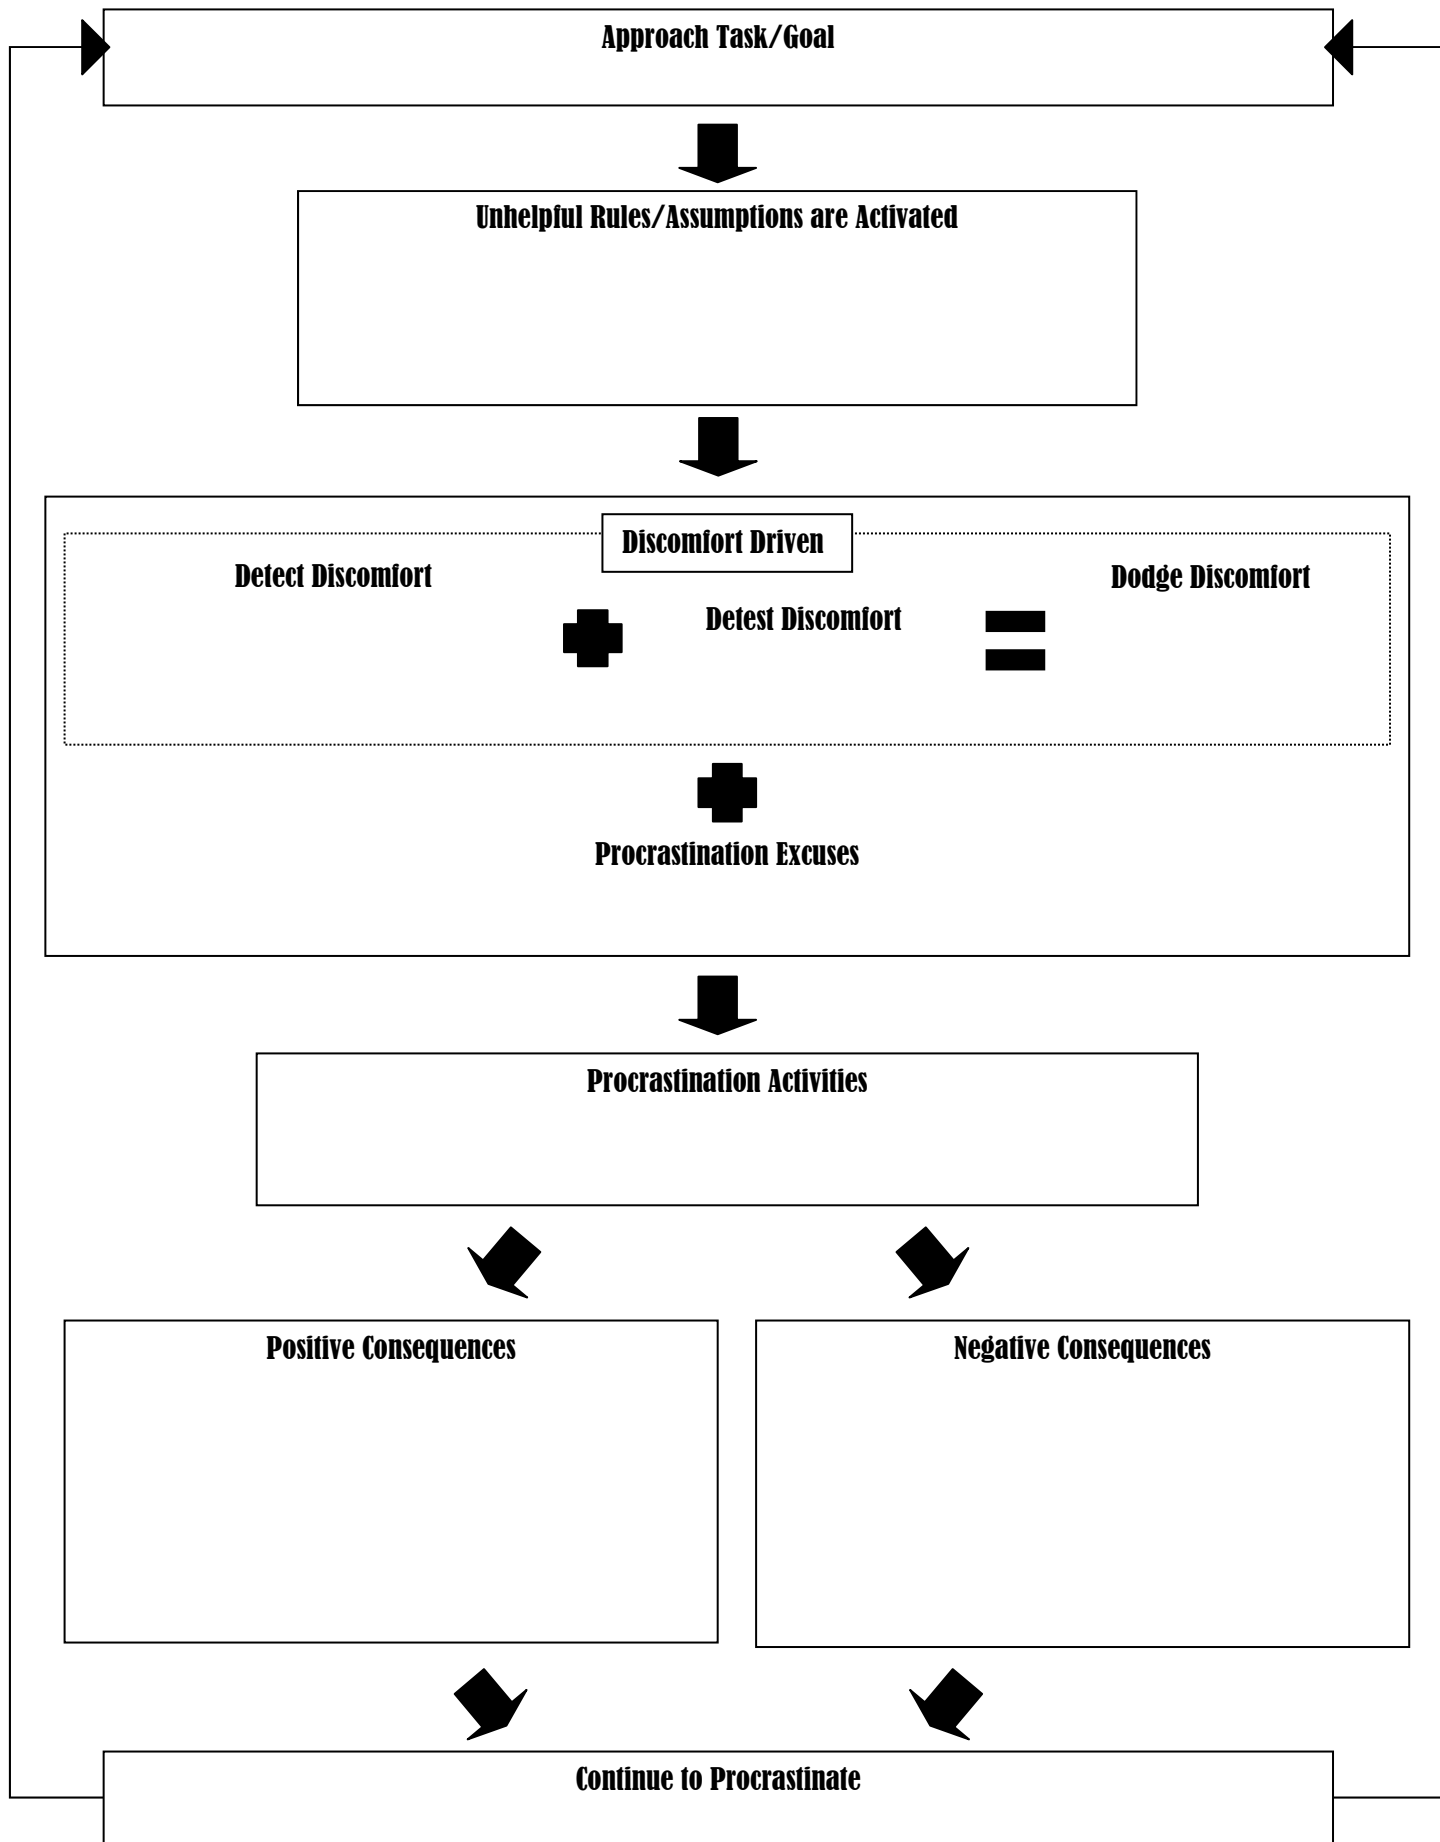 Approach Task/Goal
Unhelpful Rules/Assumptions are Activated
Discomfort Driven
Detect Discomfort
Detest Discomfort
Dodge Discomfort
Procrastination Excuses
Procrastination Activities
Positive Consequences
Negative Consequences
Continue to Procrastinate